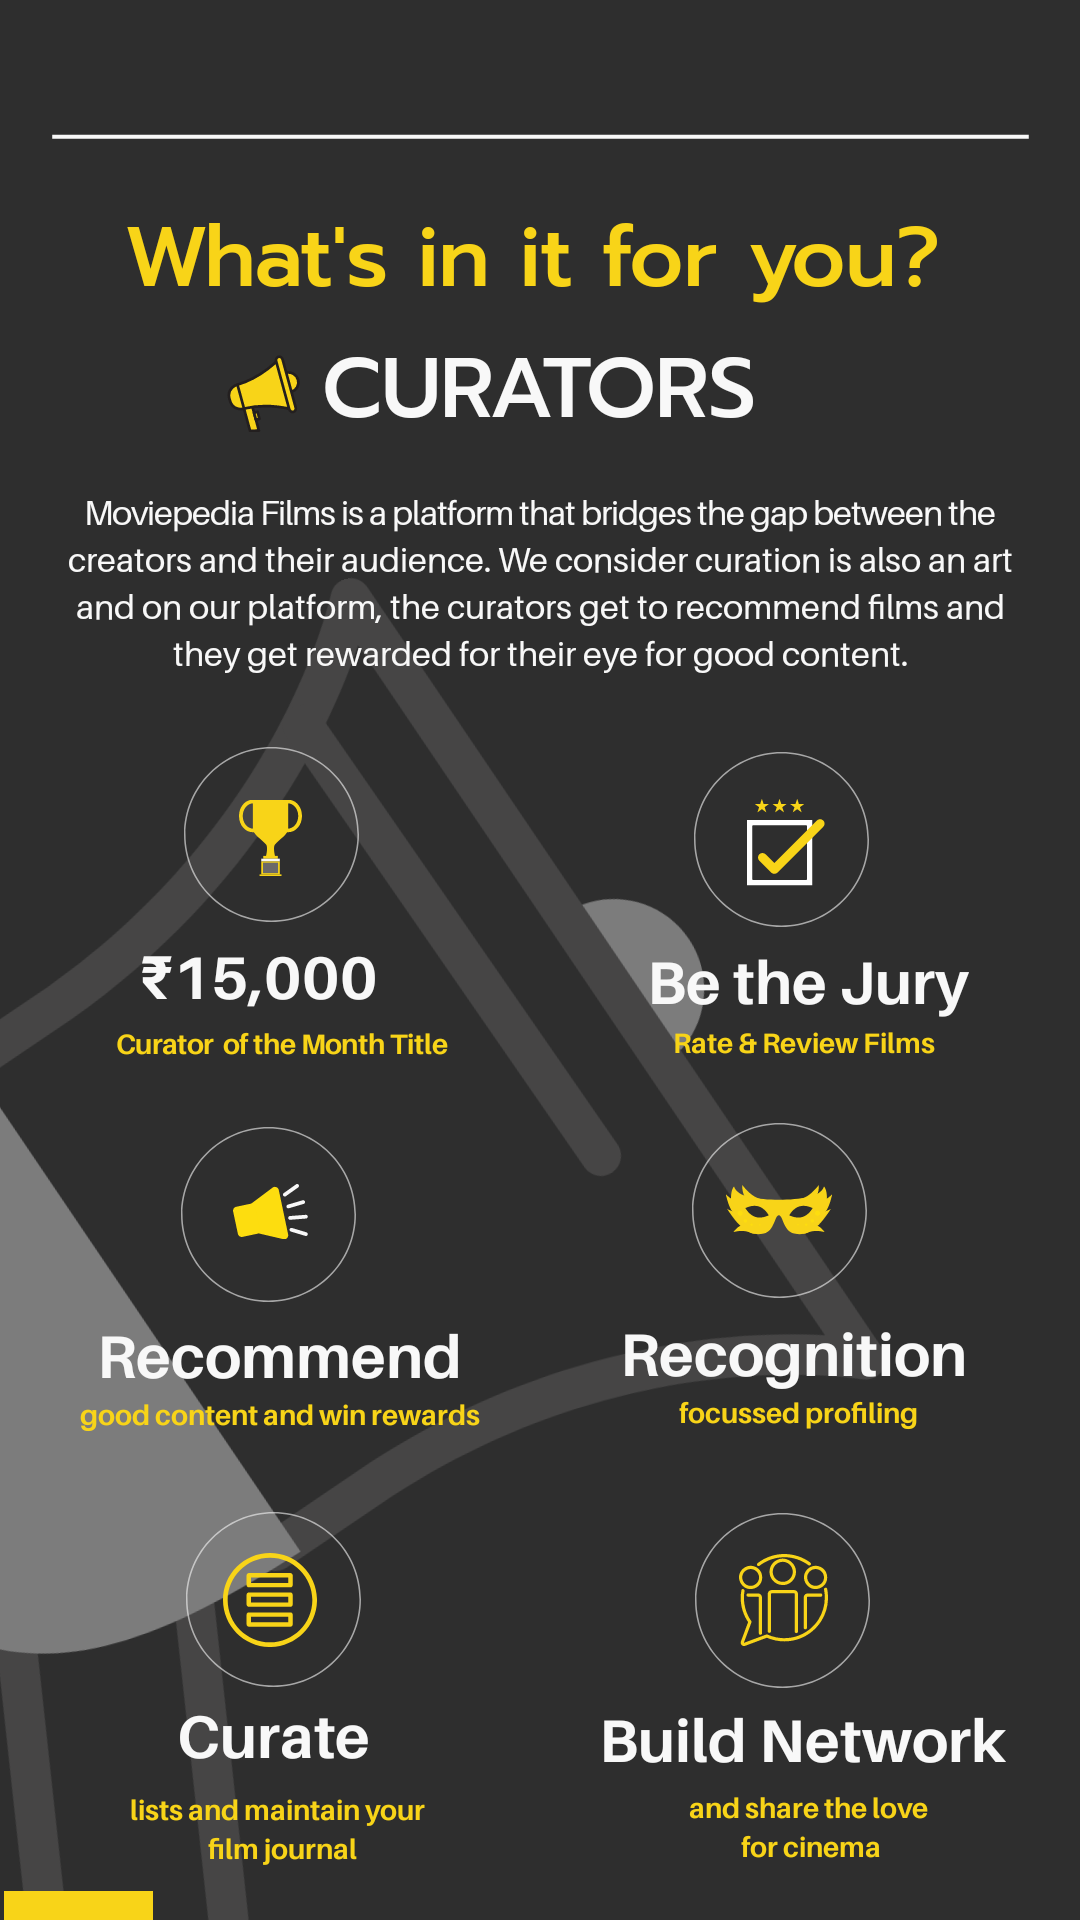 What's in it for you?
CURATORS
Moviepedia Films is a platform that bridges the gap between the
creators and their audience. We consider curation is also an art
and on our platform, the curators get to recommend films and
they get rewarded for their eye for good content.
₹15,000
Curator of the Month Title
Be the Jury
Rate & Review Films
Recommend
good content and win rewards
Recognition
focussed profiling
Curate
lists and maintain your
film journal
Build Network
and share the love
for cinema